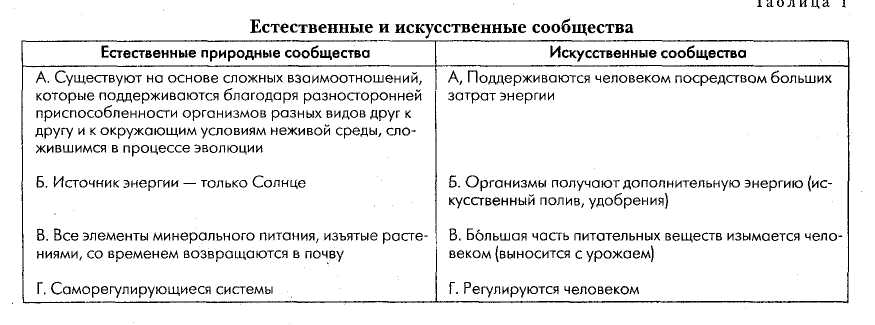 Таблица 1
Естественные и искусственные сообщества
Естественные природные сообщества
Искусственные сообщества
А. Существуют на основе сложных взаимоотношений,
которые поддерживаются благодаря разносторонней
приспособленности организмов разных видов друг к
другу и к окружающим условиям неживой среды, сло-
жившимся в процессе эволюции
А, Поддерживаются человеком посредством больших
затрат энергии
Б. Источник энергии — только Солнце
Б. Организмы получают дополнительную энергию (ис-
кусственный полив, удобрения)
В. Все элементы минерального питания, изъятые расте-
ниями, со временем возвращаются в почву
В. Бóльшая часть питательных веществ изымается чело-
веком (выносится с урожаем)
Г. Саморегулирующиеся системы
Г. Регулируются человеком